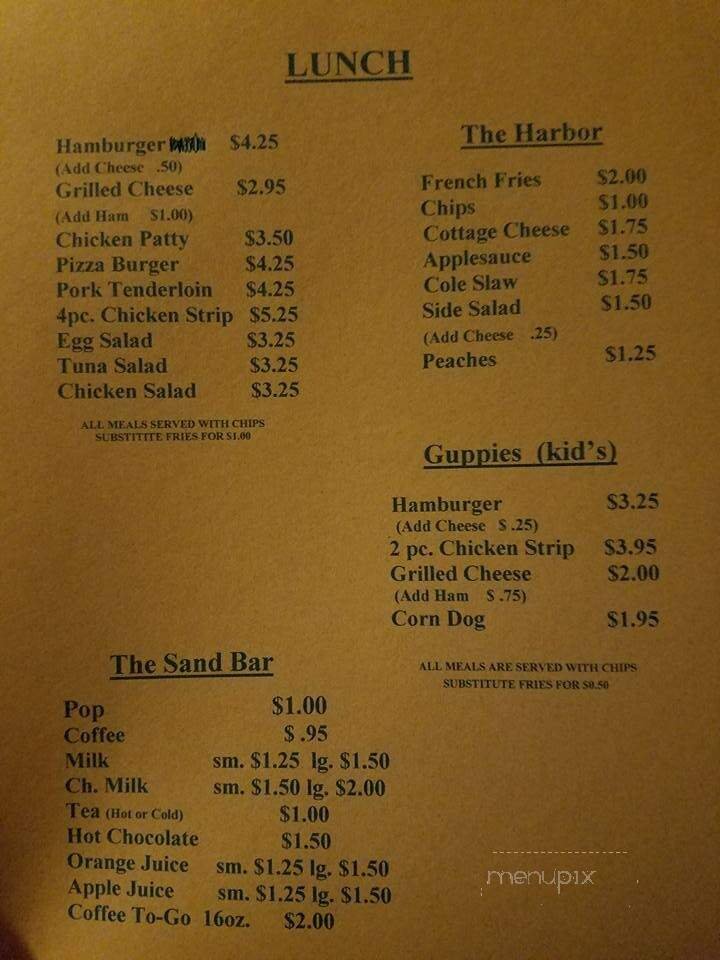 LUNCH
Hamburger $4.25
(Add Cheese .50)
Grilled Cheese $2.95
(Add Ham $1.00)
Chicken Patty $3.50
Pizza Burger $4.25
Pork Tenderloin $4.25
4pc. Chicken Strip $5.25
Egg Salad $3.25
Tuna Salad $3.25
Chicken Salad $3.25
ALL MEALS SERVED WITH CHIPS
SUBSTITITE FRIES FOR $1.00
The Harbor
French Fries $2.00
Chips $1.00
Cottage Cheese $1.75
Applesauce $1.50
Cole Slaw $1.75
Side Salad $1.50
(Add Cheese .25)
Peaches $1.25
Guppies (kid's)
Hamburger $3.25
(Add Cheese $ .25)
2 pc. Chicken Strip $3.95
Grilled Cheese $2.00
(Add Ham $ .75)
Corn Dog $1.95
ALL MEALS ARE SERVED WITH CHIPS
SUBSTITUTE FRIES FOR $0.50
The Sand Bar
Pop $1.00
Coffee $ .95
Milk sm. $1.25 lg. $1.50
Ch. Milk sm. $1.50 lg. $2.00
Tea (Hot or Cold) $1.00
Hot Chocolate $1.50
Orange Juice sm. $1.25 lg. $1.50
Apple Juice sm. $1.25 lg. $1.50
Coffee To-Go 16oz. $2.00
menupix